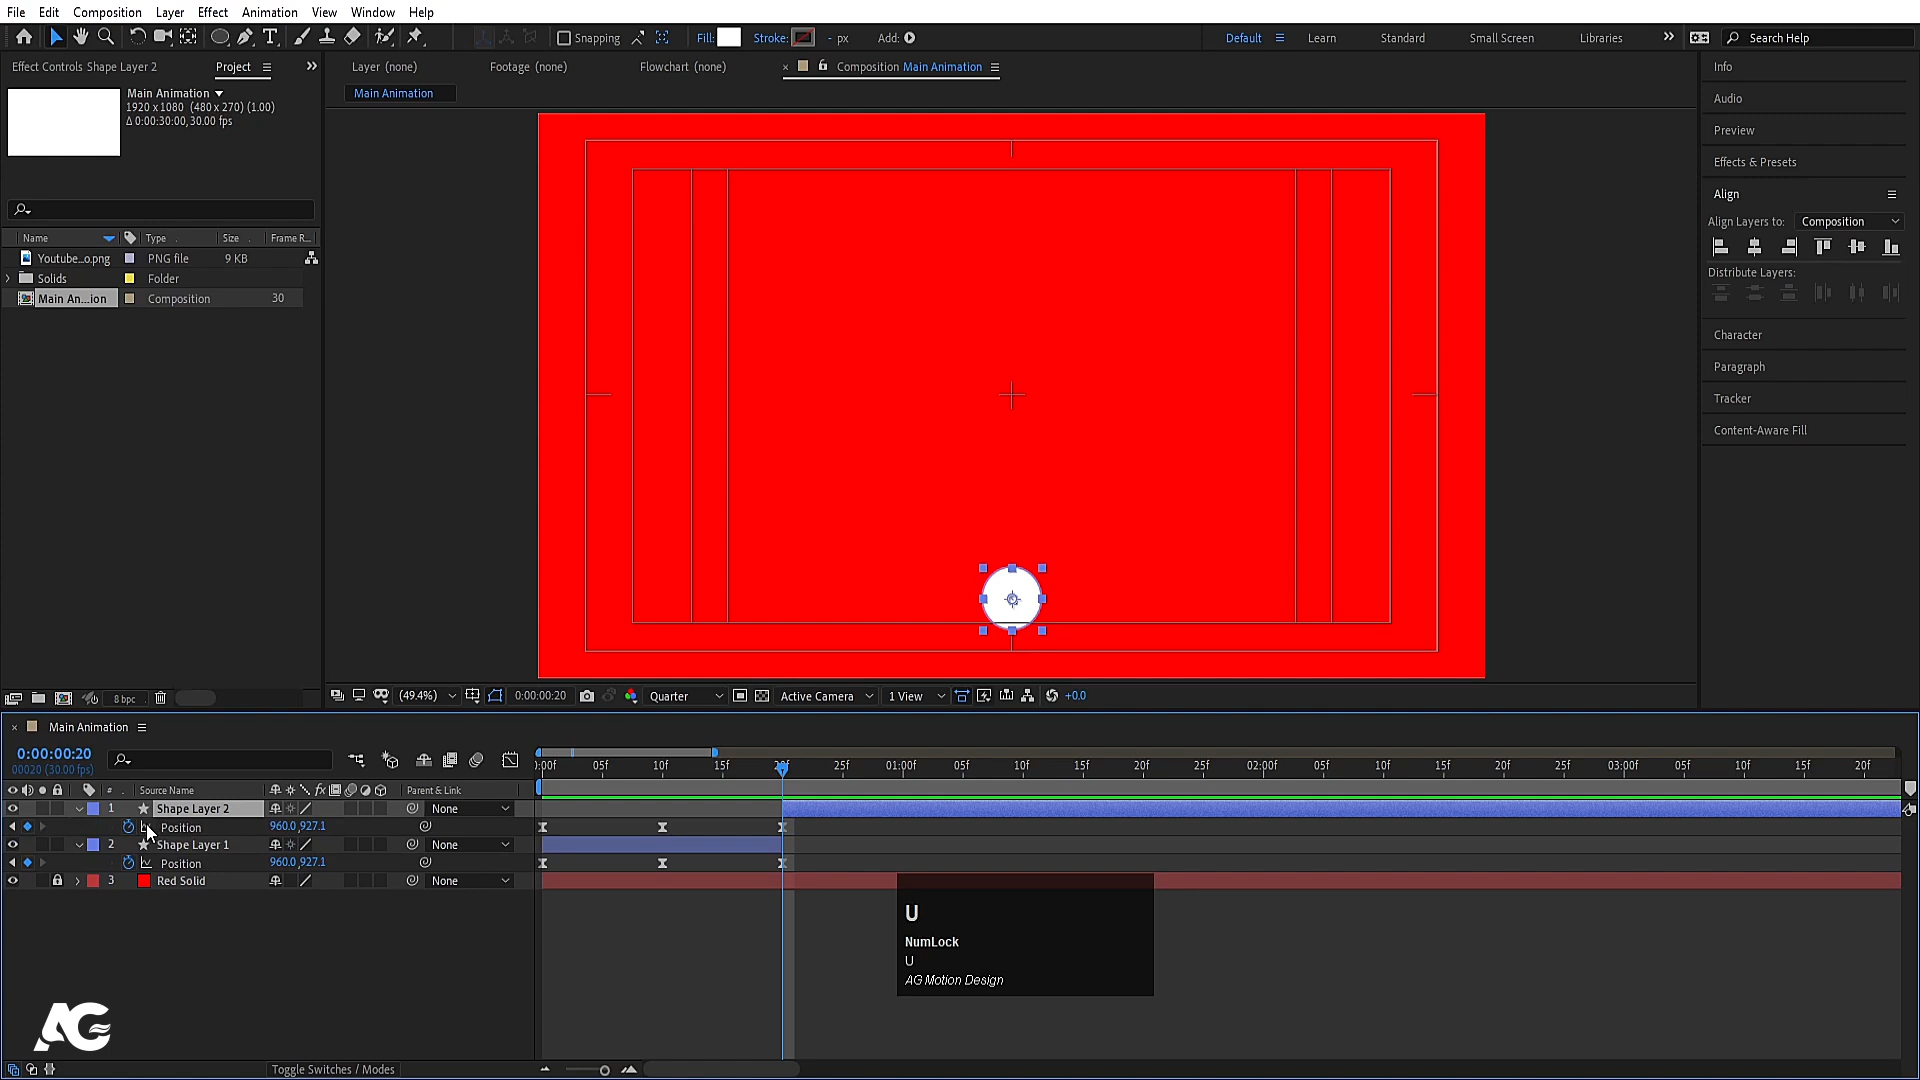 File Edit Composition Layer Effect Animation View Window Help
Snapping Fill: Stroke: - px Add: Default Learn Standard Small Screen Libraries Search Help
Effect Controls Shape Layer 2 Project Layer (none) Footage (none) Flowchart (none) × Composition Main Animation Info
Main Animation
1920 x 1080 (480 x 270) (1.00)
Δ 0:00:30:00, 30.00 fps
Main Animation
Audio
Preview
Effects & Presets
Align
Align Layers to: Composition
Distribute Layers:
Character
Paragraph
Tracker
Content-Aware Fill
Name Type Size Frame R...
Youtube...o.png PNG file 9 KB
Solids Folder
Main An...ion Composition 30
8 bpc (49.4%) 0:00:00:20 Quarter Active Camera 1 View +0.0
× Main Animation
0:00:00:20
00020 (30.00 fps)
):00f 05f 10f 15f 20f 25f 01:00f 05f 10f 15f 20f 25f 02:00f 05f 10f 15f 20f 25f 03:00f 05f 10f 15f 20f
# Source Name fx Parent & Link
1 Shape Layer 2 None
Position 960.0,927.1
2 Shape Layer 1 None
Position 960.0,927.1
3 Red Solid None
U
NumLock
U
AG Motion Design
AG
Toggle Switches / Modes